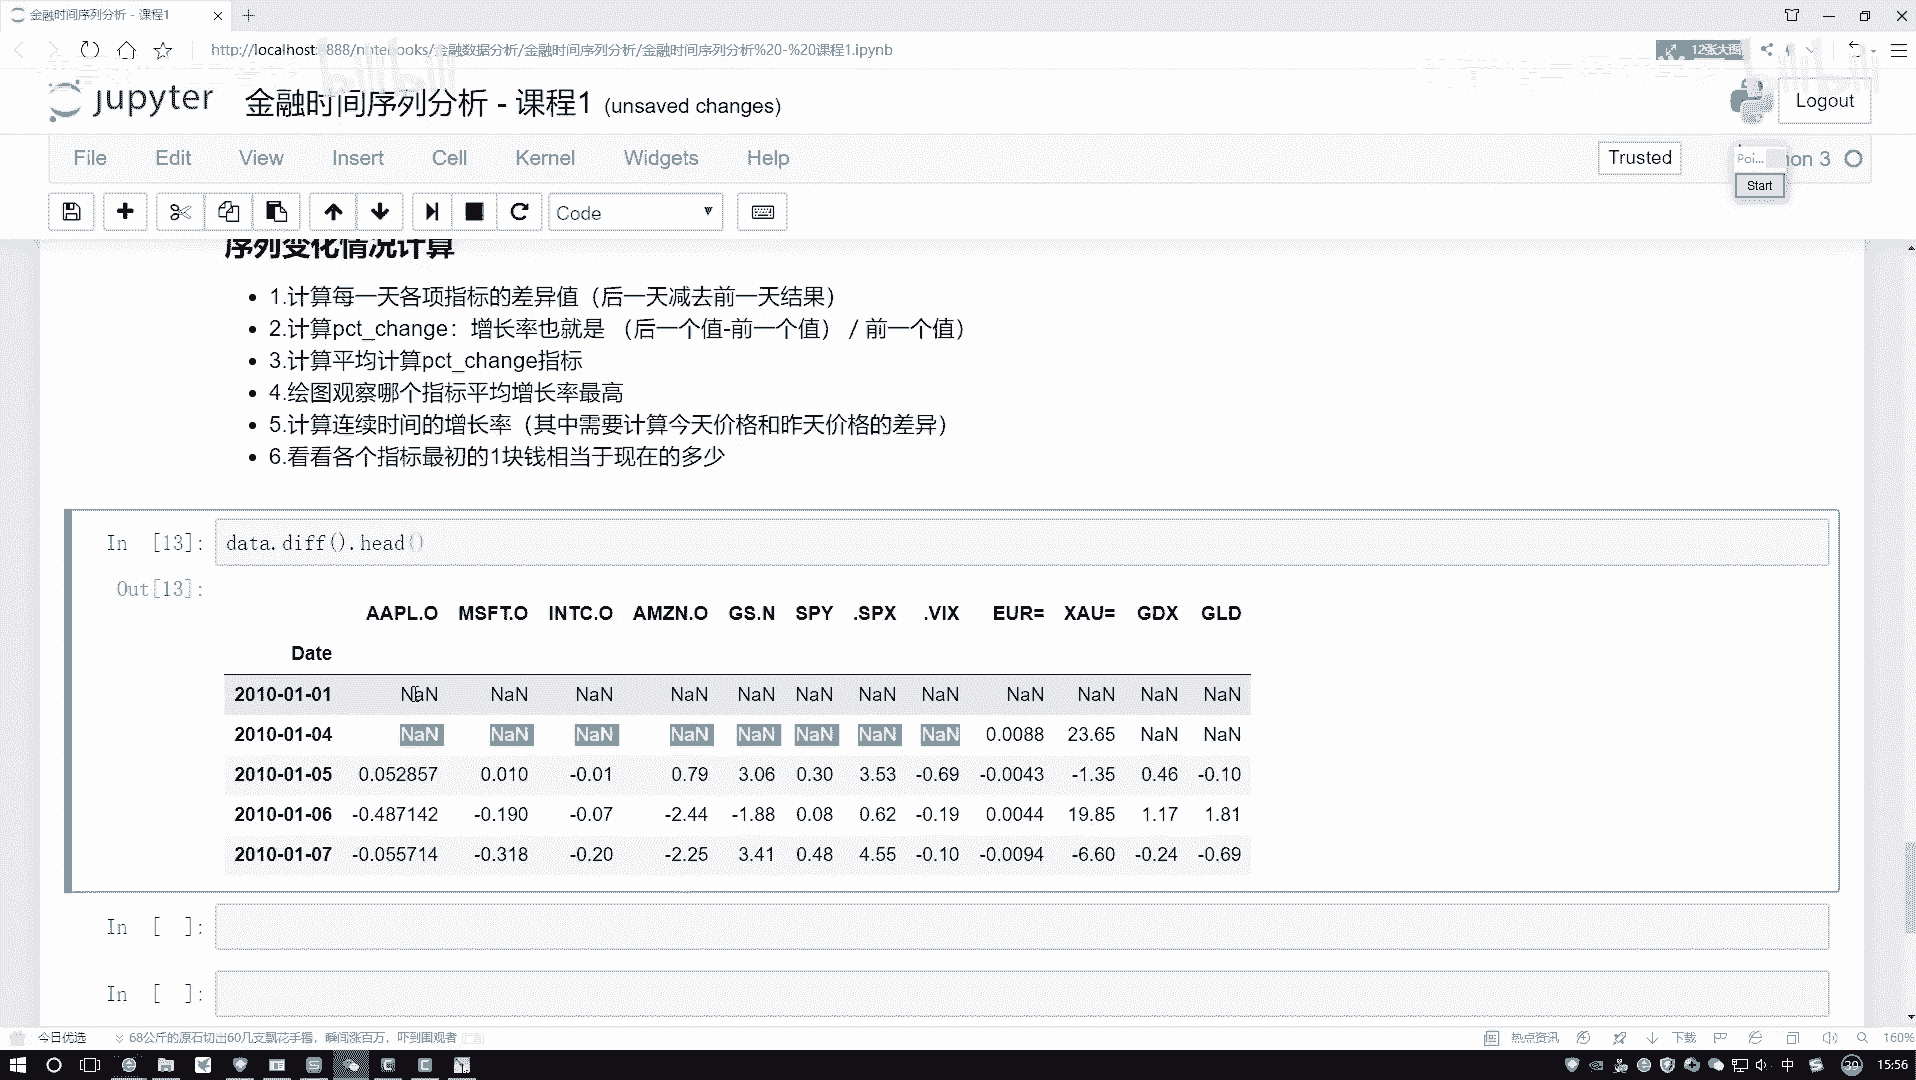 金融时间序列分析 - 课程1
http://localhost:8888/notebooks/金融数据分析/金融时间序列分析/金融时间序列分析%20-%20课程1.ipynb
12张大图
jupyter 金融时间序列分析 - 课程1 (unsaved changes)
Logout
File Edit View Insert Cell Kernel Widgets Help
Trusted
Poi...
Start
Code
序列变化情况计算
1.计算每一天各项指标的差异值（后一天减去前一天结果）
2.计算pct_change：增长率也就是 （后一个值-前一个值） / 前一个值）
3.计算平均计算pct_change指标
4.绘图观察哪个指标平均增长率最高
5.计算连续时间的增长率（其中需要计算今天价格和昨天价格的差异）
6.看看各个指标最初的1块钱相当于现在的多少
In [13]: data.diff().head()
Out[13]:
AAPL.O MSFT.O INTC.O AMZN.O GS.N SPY .SPX .VIX EUR= XAU= GDX GLD
Date
2010-01-01 NaN NaN NaN NaN NaN NaN NaN NaN NaN NaN NaN NaN
2010-01-04 NaN NaN NaN NaN NaN NaN NaN NaN 0.0088 23.65 NaN NaN
2010-01-05 0.052857 0.010 -0.01 0.79 3.06 0.30 3.53 -0.69 -0.0043 -1.35 0.46 -0.10
2010-01-06 -0.487142 -0.190 -0.07 -2.44 -1.88 0.08 0.62 -0.19 0.0044 19.85 1.17 1.81
2010-01-07 -0.055714 -0.318 -0.20 -2.25 3.41 0.48 4.55 -0.10 -0.0094 -6.60 -0.24 -0.69
In [ ]:
In [ ]:
今日优选 68公斤的原石切出60几支飘花手镯，瞬间涨百万，吓到围观者
热点资讯 下载 160%
中 39 15:56